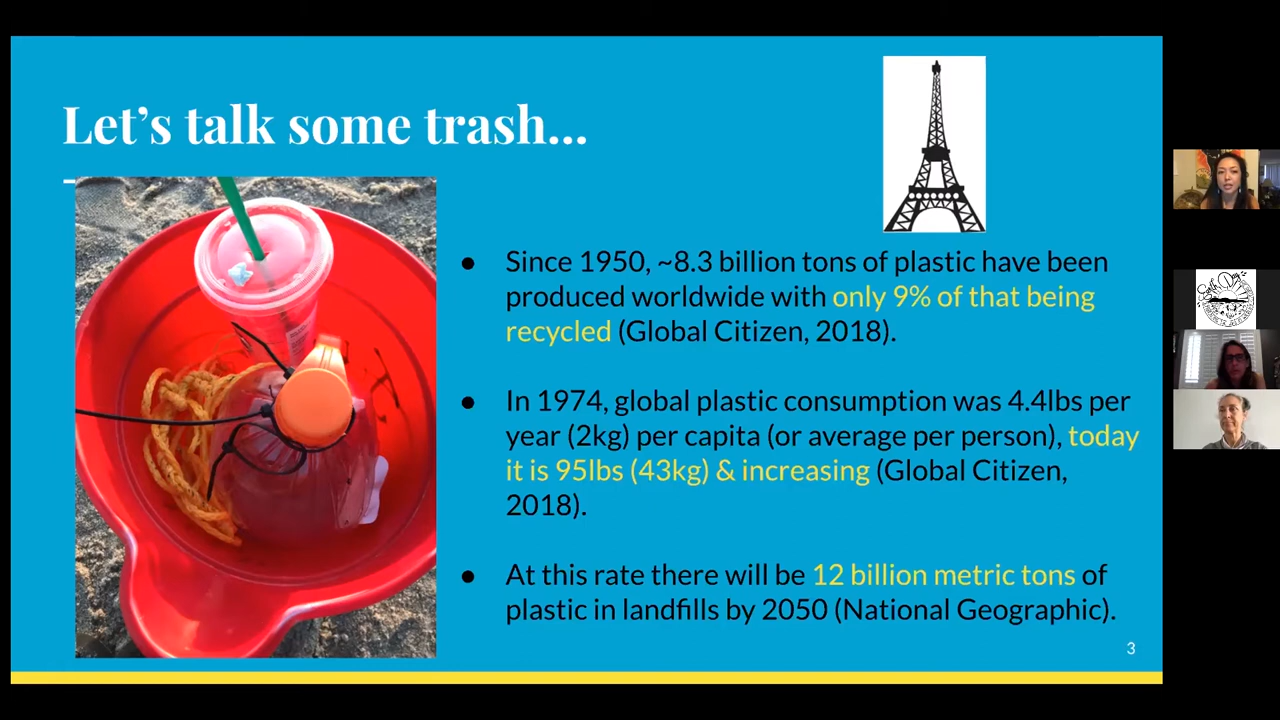 Let's talk some trash...
● Since 1950, ~8.3 billion tons of plastic have been
produced worldwide with only 9% of that being
recycled (Global Citizen, 2018).
● In 1974, global plastic consumption was 4.4lbs per
year (2kg) per capita (or average per person), today
it is 95lbs (43kg) & increasing (Global Citizen,
2018).
● At this rate there will be 12 billion metric tons of
plastic in landfills by 2050 (National Geographic).
3